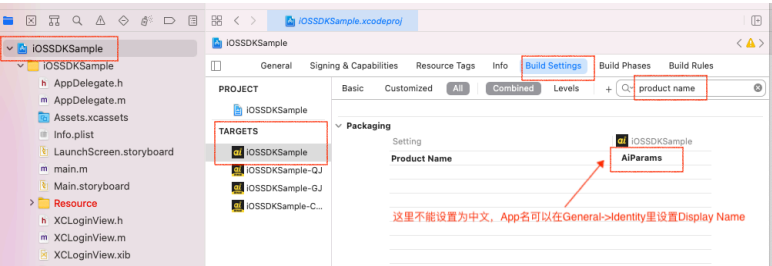 iOSSDKSample.xcodeproj
iOSSDKSample
iOSSDKSample
iOSSDKSample
h AppDelegate.h
m AppDelegate.m
Assets.xcassets
Info.plist
LaunchScreen.storyboard
m main.m
Main.storyboard
Resource
h XCLoginView.h
m XCLoginView.m
XCLoginView.xib
General Signing & Capabilities Resource Tags Info Build Settings Build Phases Build Rules
PROJECT
iOSSDKSample
TARGETS
ai iOSSDKSample
ai iOSSDKSample-QJ
ai iOSSDKSample-GJ
ai iOSSDKSample-C...
Basic Customized All Combined Levels + product name
Packaging
Setting ai iOSSDKSample
Product Name AiParams
这里不能设置为中文，App名可以在General->Identity里设置Display Name